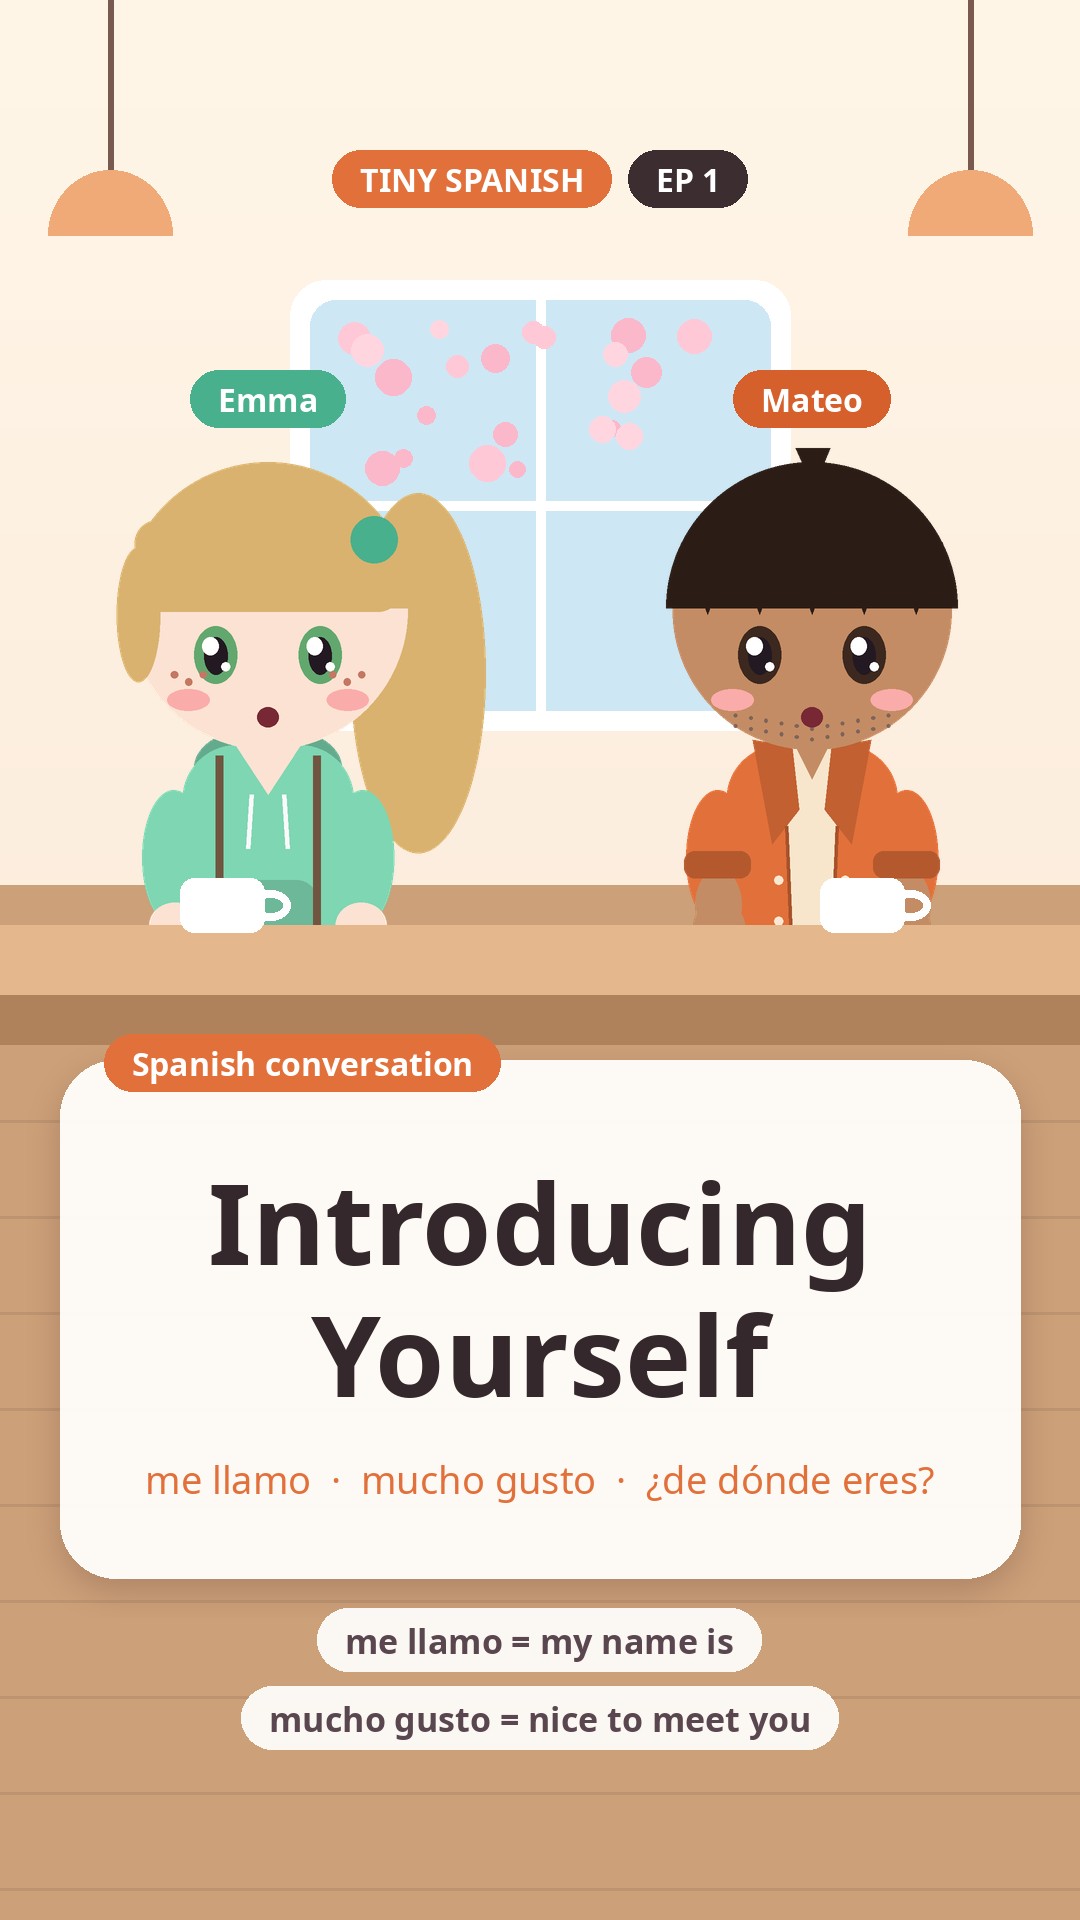 TINY SPANISH EP 1
Emma
Mateo
Spanish conversation
Introducing
Yourself
me llamo · mucho gusto · ¿de dónde eres?
me llamo = my name is
mucho gusto = nice to meet you